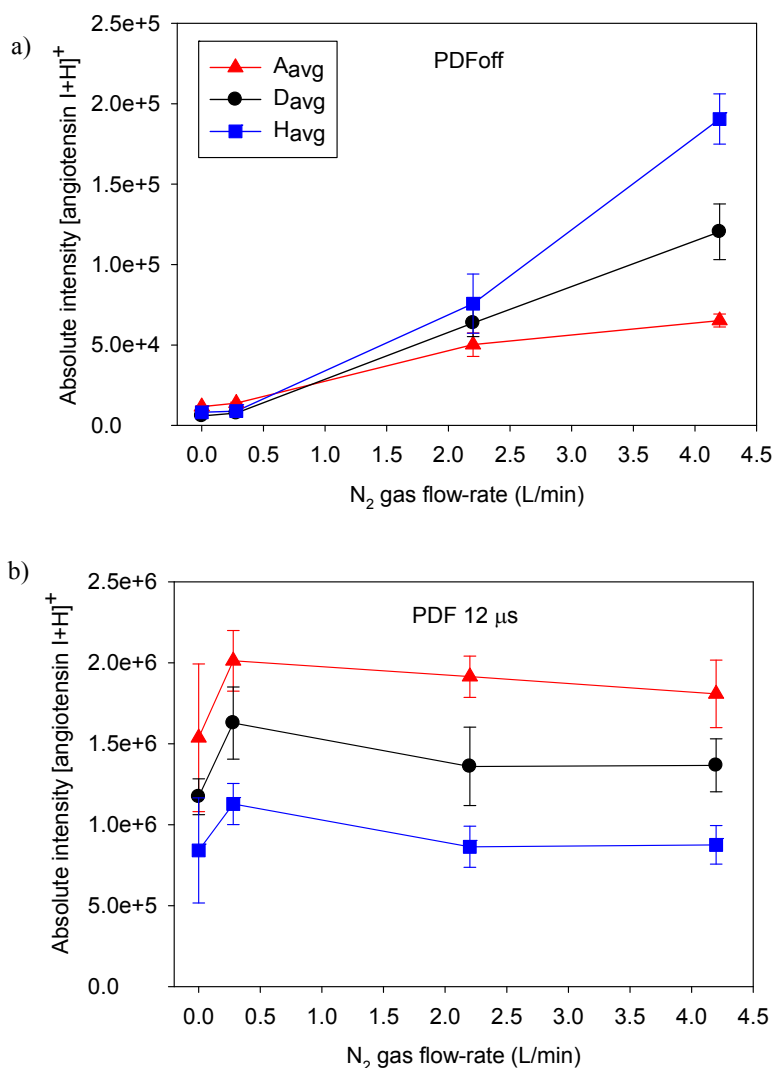 a)
2.5e+5
2.0e+5
1.5e+5
1.0e+5
5.0e+4
0.0
Absolute intensity [angiotensin I+H]⁺
PDFoff
Aavg
Davg
Havg
0.0 0.5 1.0 1.5 2.0 2.5 3.0 3.5 4.0 4.5
N₂ gas flow-rate (L/min)
b)
2.5e+6
2.0e+6
1.5e+6
1.0e+6
5.0e+5
0.0
Absolute intensity [angiotensin I+H]⁺
PDF 12 μs
0.0 0.5 1.0 1.5 2.0 2.5 3.0 3.5 4.0 4.5
N₂ gas flow-rate (L/min)